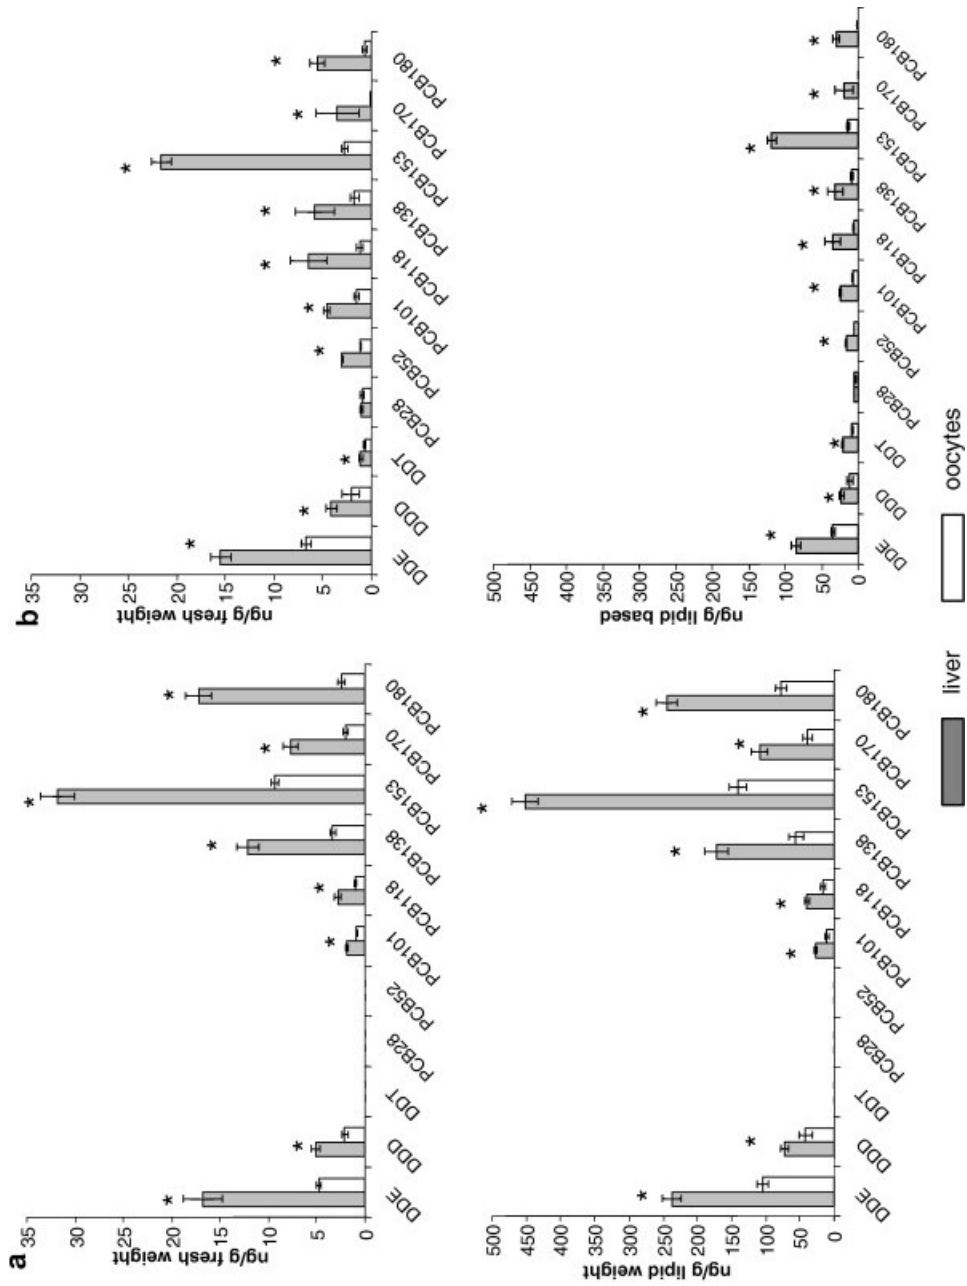 a
35
30
25
20
15
10
5
0
ng/g fresh weight
* * * * * * * *
DDE DDD DDT PCB28 PCB52 PCB101 PCB118 PCB138 PCB153 PCB170 PCB180
500
450
400
350
300
250
200
150
100
50
0
ng/g lipid weight
* * * * * * * *
DDE DDD DDT PCB28 PCB52 PCB101 PCB118 PCB138 PCB153 PCB170 PCB180
b
35
30
25
20
15
10
5
0
ng/g fresh weight
* * * * * * * * * *
DDE DDD DDT PCB28 PCB52 PCB101 PCB118 PCB138 PCB153 PCB170 PCB180
500
450
400
350
300
250
200
150
100
50
0
ng/g lipid based
* * * * * * * * * *
DDE DDD DDT PCB28 PCB52 PCB101 PCB118 PCB138 PCB153 PCB170 PCB180
liver
oocytes